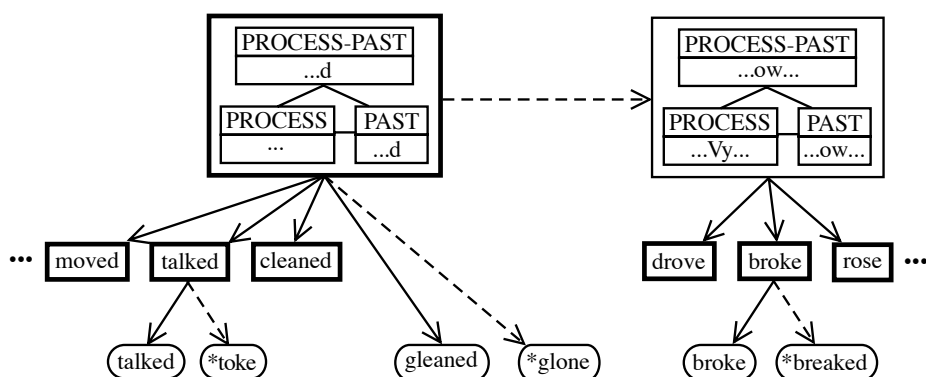 PROCESS-PAST
...d
PROCESS PAST
... ...d
PROCESS-PAST
...ow...
PROCESS PAST
...Vy... ...ow...
... moved talked cleaned drove broke rose ...
talked *toke gleaned *glone broke *breaked